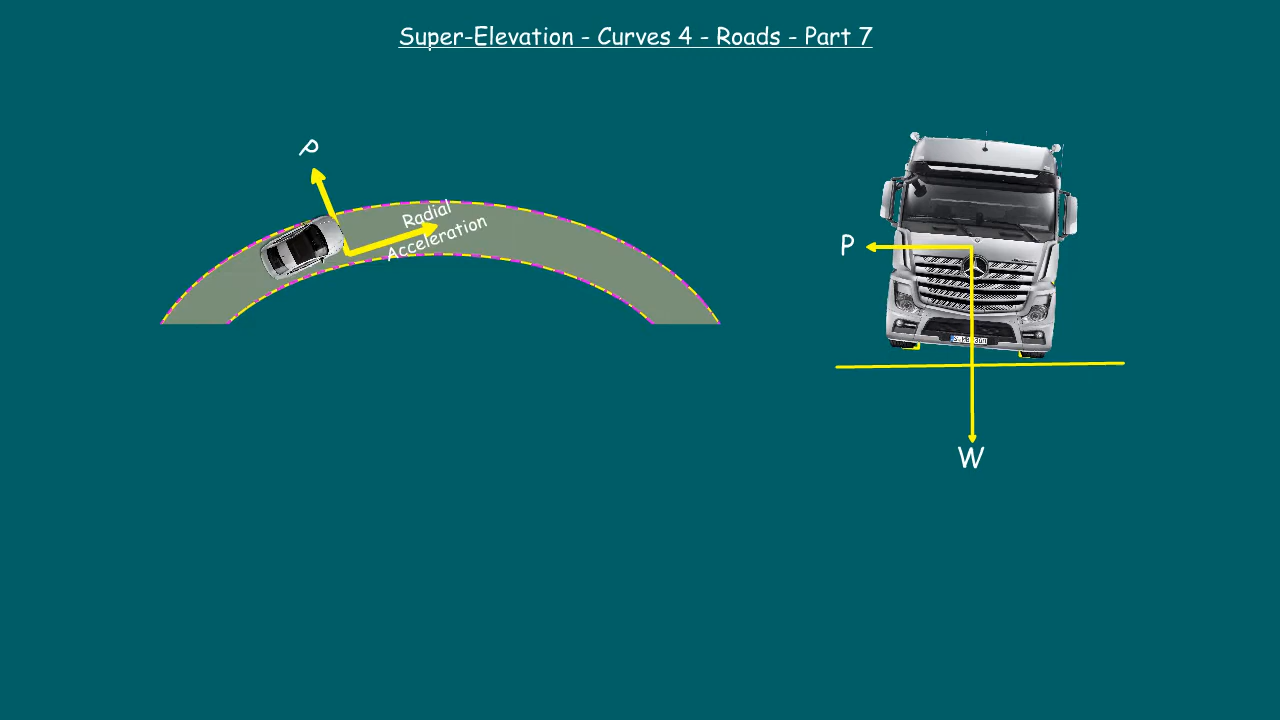 Super-Elevation - Curves 4 - Roads - Part 7
P
Radial
Acceleration
P
W